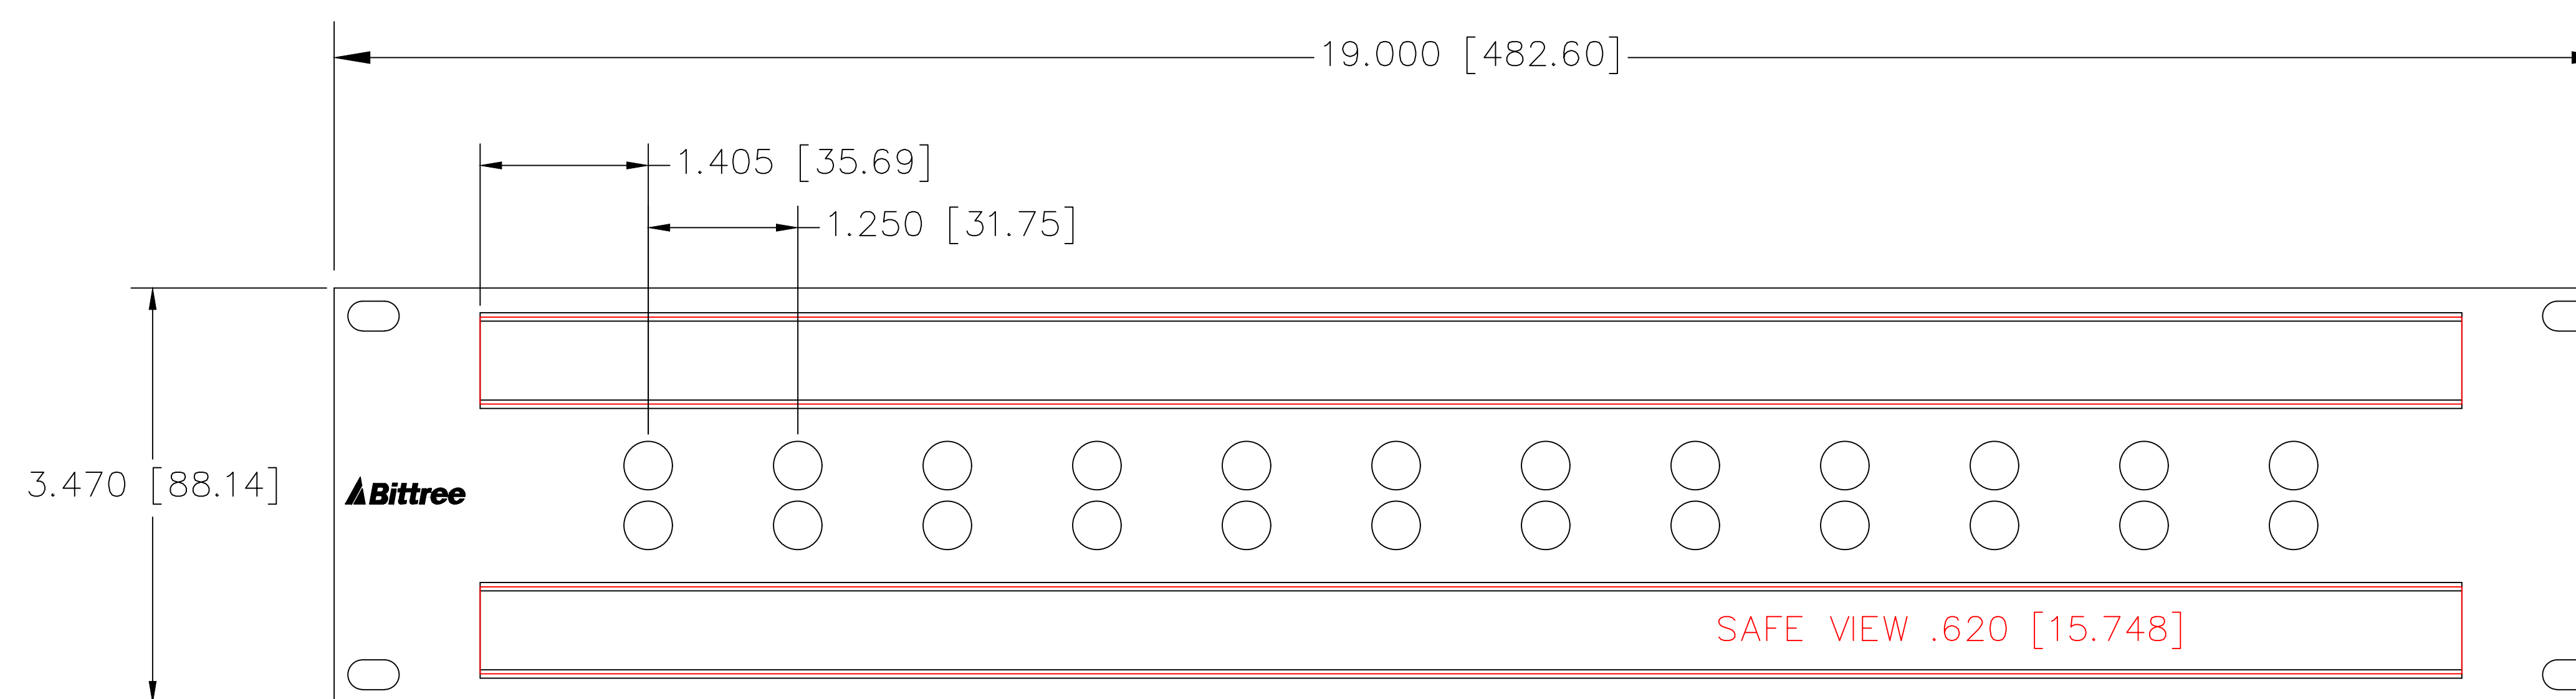 19.000 [482.60]
1.405 [35.69]
1.250 [31.75]
3.470 [88.14]
Bittree
SAFE VIEW .620 [15.748]